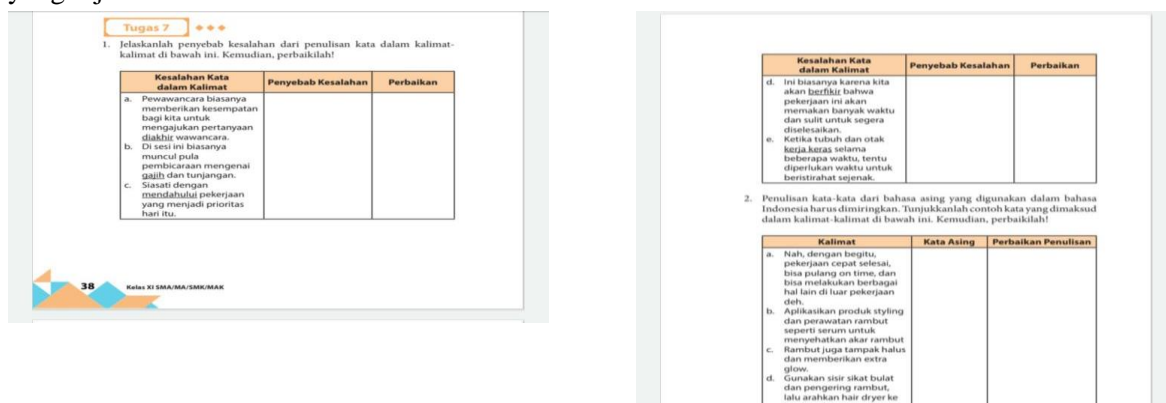 Tugas 7
1. Jelaskanlah penyebab kesalahan dari penulisan kata dalam kalimat-
kalimat di bawah ini. Kemudian, perbaikilah!
Kesalahan Kata
dalam Kalimat
Penyebab Kesalahan
Perbaikan
a. Pewawancara biasanya
memberikan kesempatan
bagi kita untuk
mengajukan pertanyaan
diakhir wawancara.
b. Di sesi ini biasanya
muncul pula
pembicaraan mengenai
gajih dan tunjangan.
c. Siasati dengan
mendahului pekerjaan
yang menjadi prioritas
hari itu.
38 Kelas XI SMA/MA/SMK/MAK
Kesalahan Kata
dalam Kalimat
Penyebab Kesalahan
Perbaikan
d. Ini biasanya karena kita
akan berfikir bahwa
pekerjaan ini akan
memakan banyak waktu
dan sulit untuk segera
diselesaikan.
e. Ketika tubuh dan otak
kerja keras selama
beberapa waktu, tentu
diperlukan waktu untuk
beristirahat sejenak.
2. Penulisan kata-kata dari bahasa asing yang digunakan dalam bahasa
Indonesia harus dimiringkan. Tunjukkanlah contoh kata yang dimaksud
dalam kalimat-kalimat di bawah ini. Kemudian, perbaikilah!
Kalimat
Kata Asing
Perbaikan Penulisan
a. Nah, dengan begitu,
pekerjaan cepat selesai,
bisa pulang on time, dan
bisa melakukan berbagai
hal lain di luar pekerjaan
deh.
b. Aplikasikan produk styling
dan perawatan rambut
seperti serum untuk
menyehatkan akar rambut
c. Rambut juga tampak halus
dan memberikan extra
glow.
d. Gunakan sisir sikat bulat
dan pengering rambut,
lalu arahkan hair dryer ke